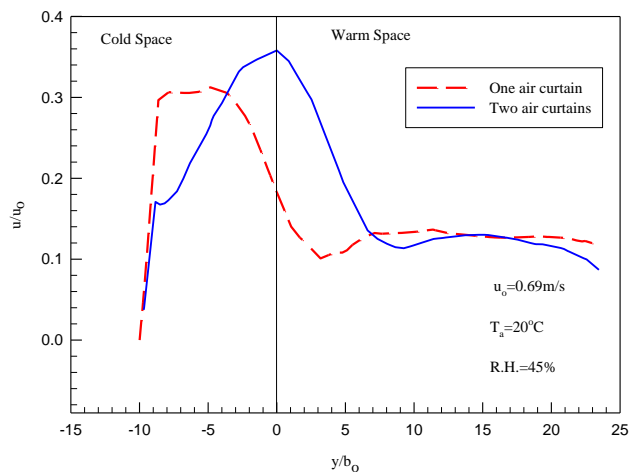 Cold Space
Warm Space
One air curtain
Two air curtains
u/uo
0.4
0.3
0.2
0.1
0.0
uo=0.69m/s
Ta=20°C
R.H.=45%
-15 -10 -5 0 5 10 15 20 25
y/bo